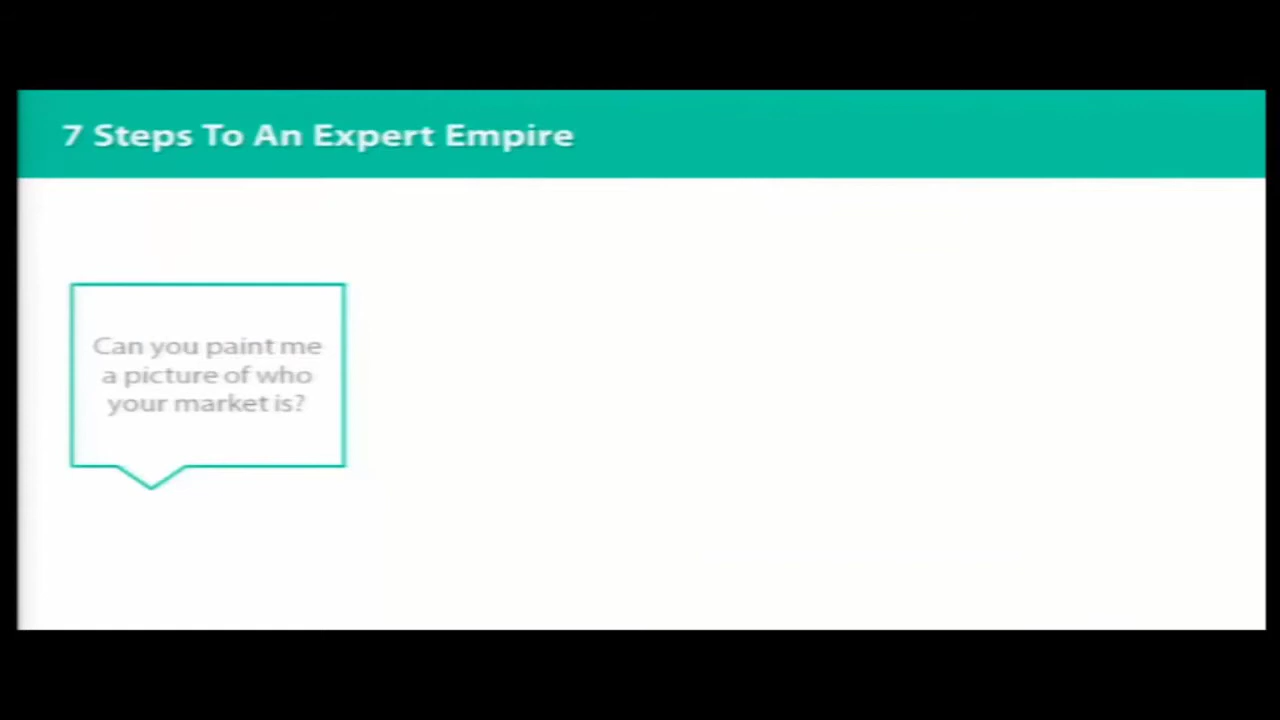 7 Steps To An Expert Empire
Can you paint me
a picture of who
your market is?